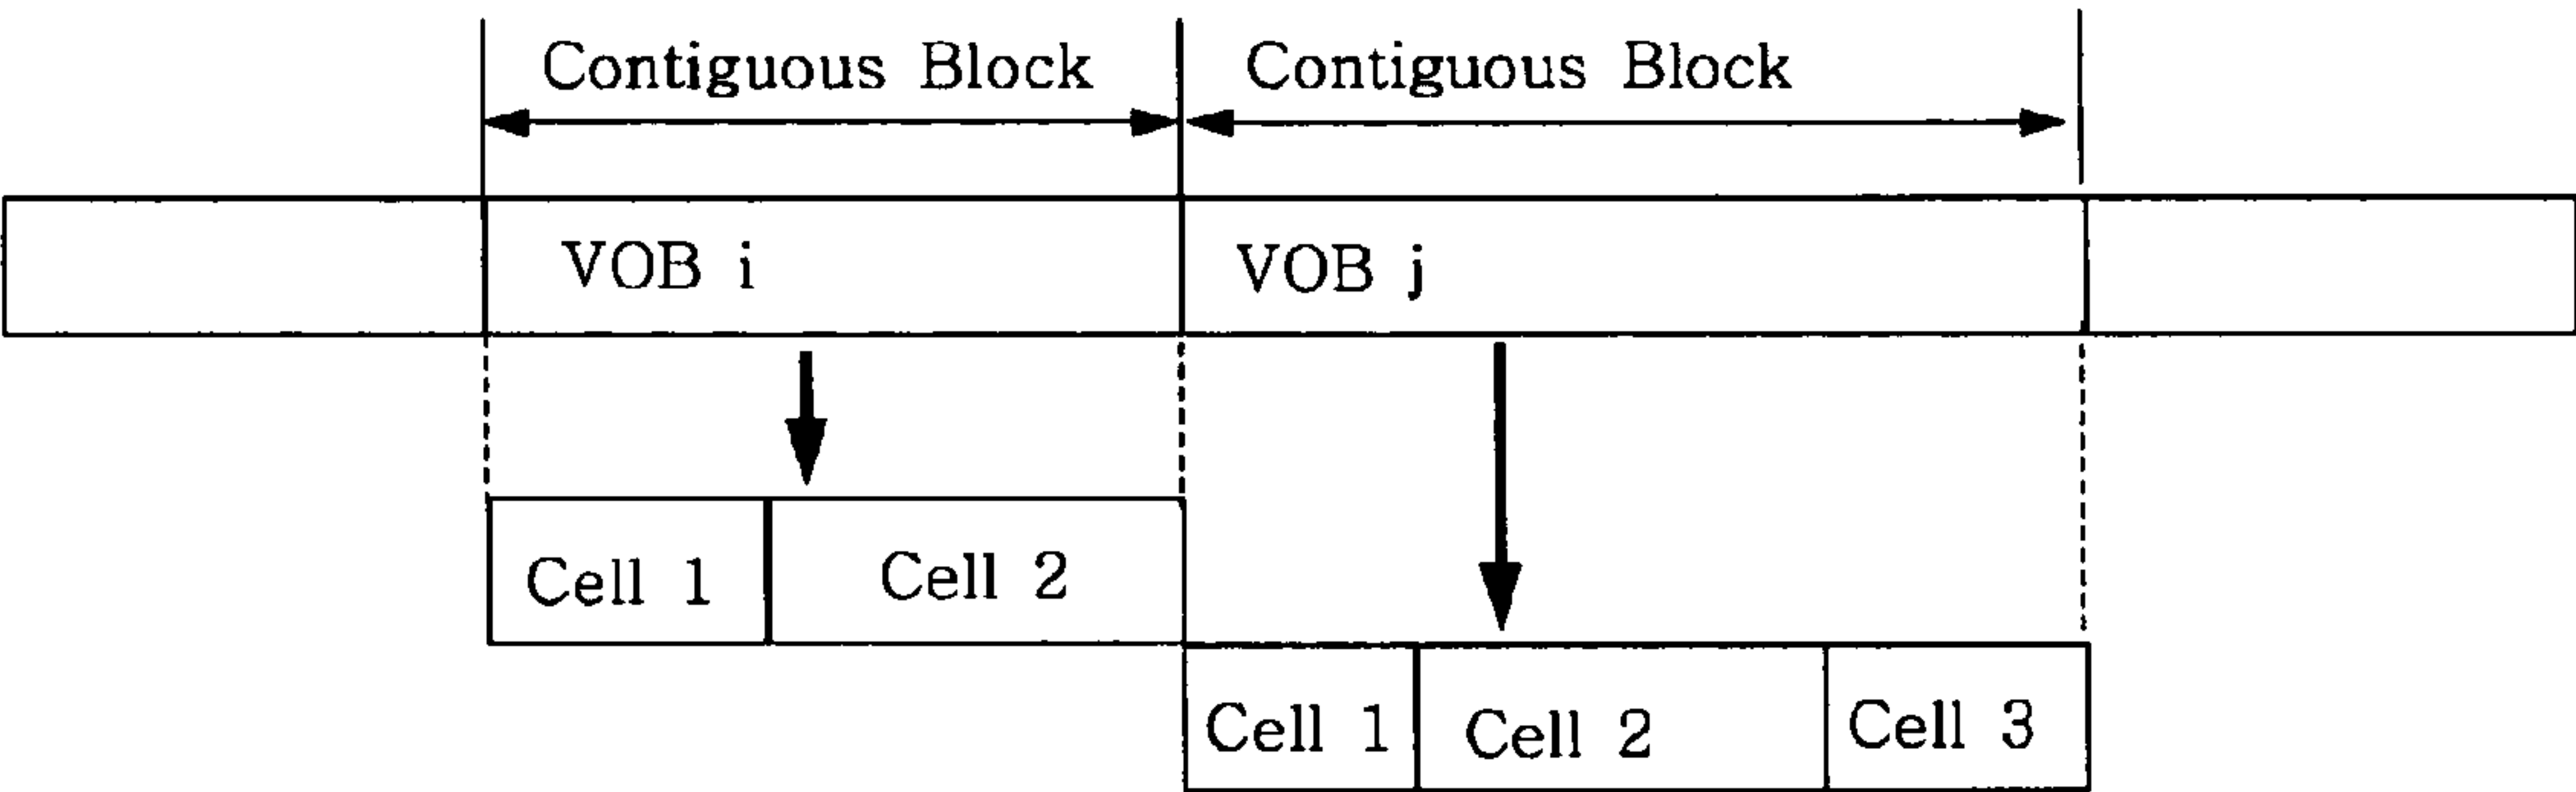 Contiguous Block Contiguous Block
VOB i VOB j
Cell 1 Cell 2
Cell 1 Cell 2 Cell 3